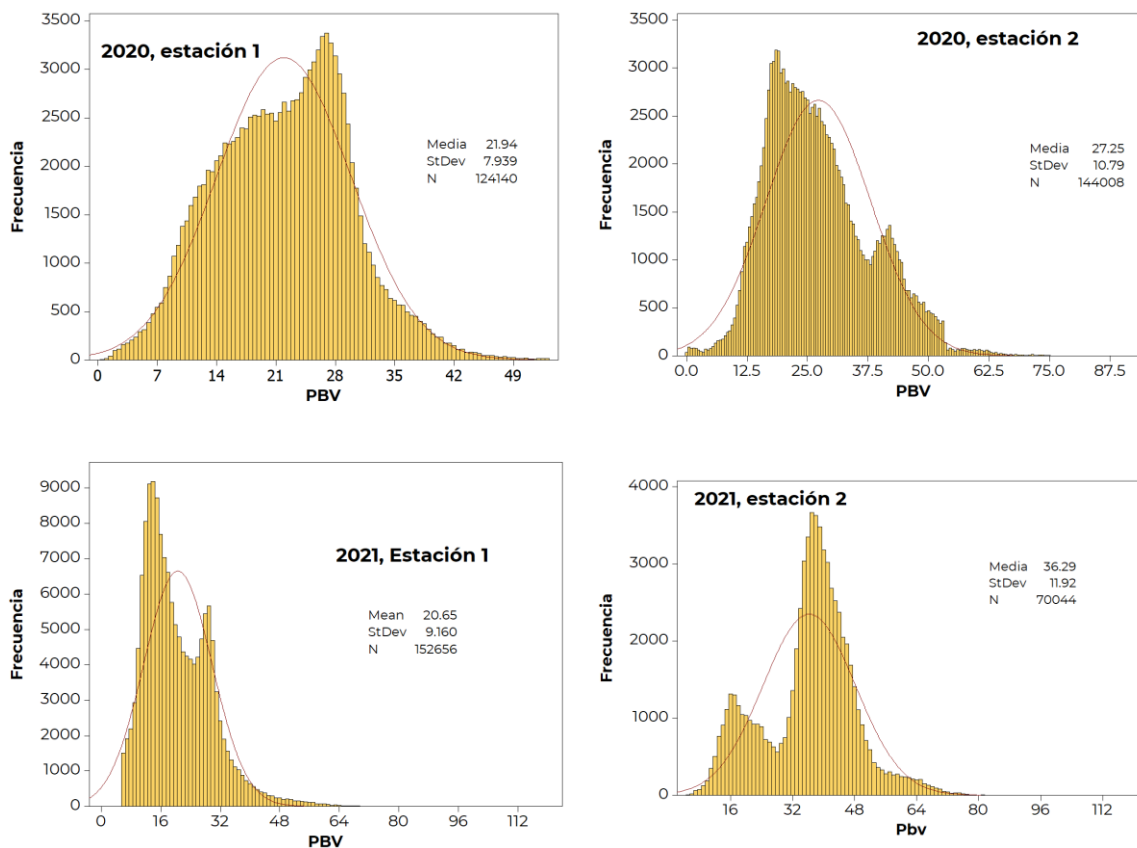 2020, estación 1
Frecuencia
3500
3000
2500
2000
1500
1000
500
0
Media 21.94
StDev 7.939
N 124140
0 7 14 21 28 35 42 49
PBV
2020, estación 2
Frecuencia
3500
3000
2500
2000
1500
1000
500
0
Media 27.25
StDev 10.79
N 144008
0.0 12.5 25.0 37.5 50.0 62.5 75.0 87.5
PBV
2021, Estación 1
Frecuencia
9000
8000
7000
6000
5000
4000
3000
2000
1000
0
Mean 20.65
StDev 9.160
N 152656
0 16 32 48 64 80 96 112
PBV
2021, estación 2
Frecuencia
4000
3000
2000
1000
0
Media 36.29
StDev 11.92
N 70044
16 32 48 64 80 96 112
Pbv